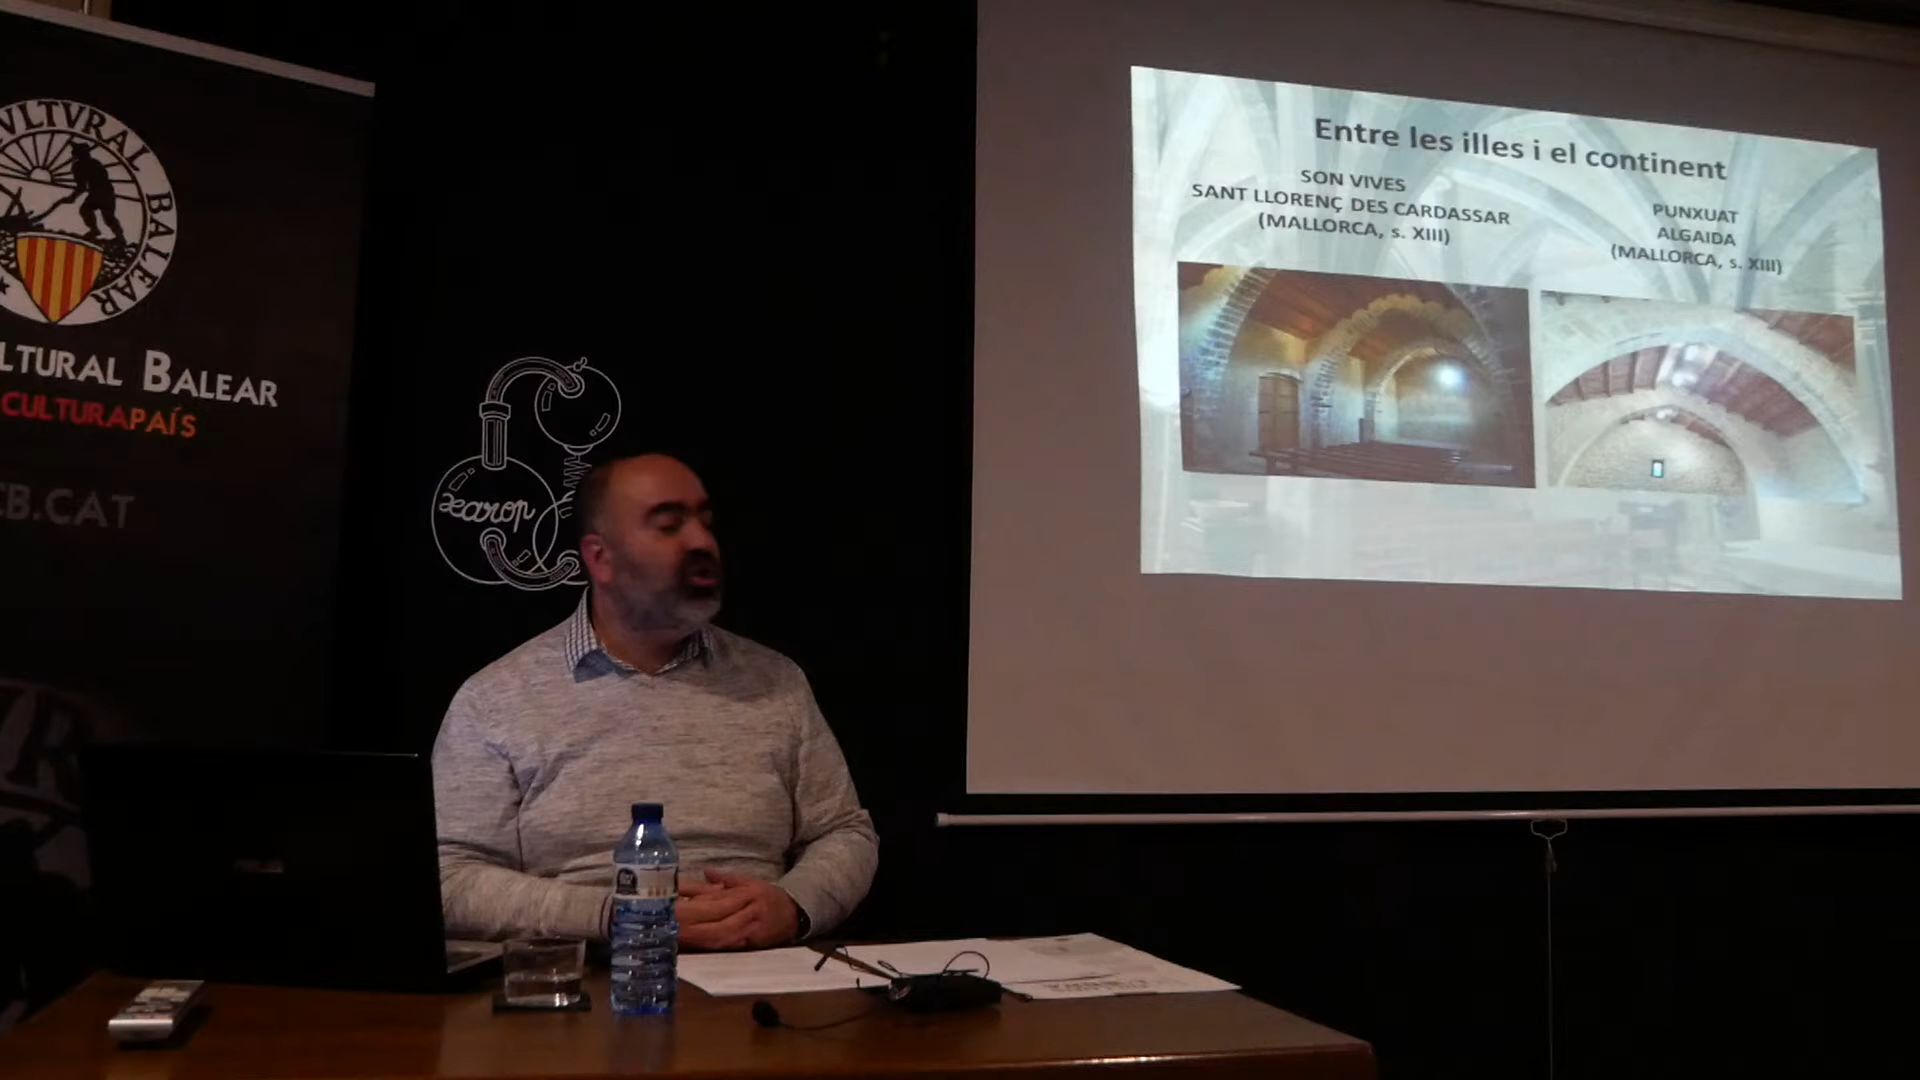 VLTVRAL BALEAR
LTURAL BALEAR
CULTURAPAÍS
CB.CAT
xarop
Entre les illes i el continent
SON VIVES
SANT LLORENÇ DES CARDASSAR
(MALLORCA, s. XIII)
PUNXUAT
ALGAIDA
(MALLORCA, s. XIII)